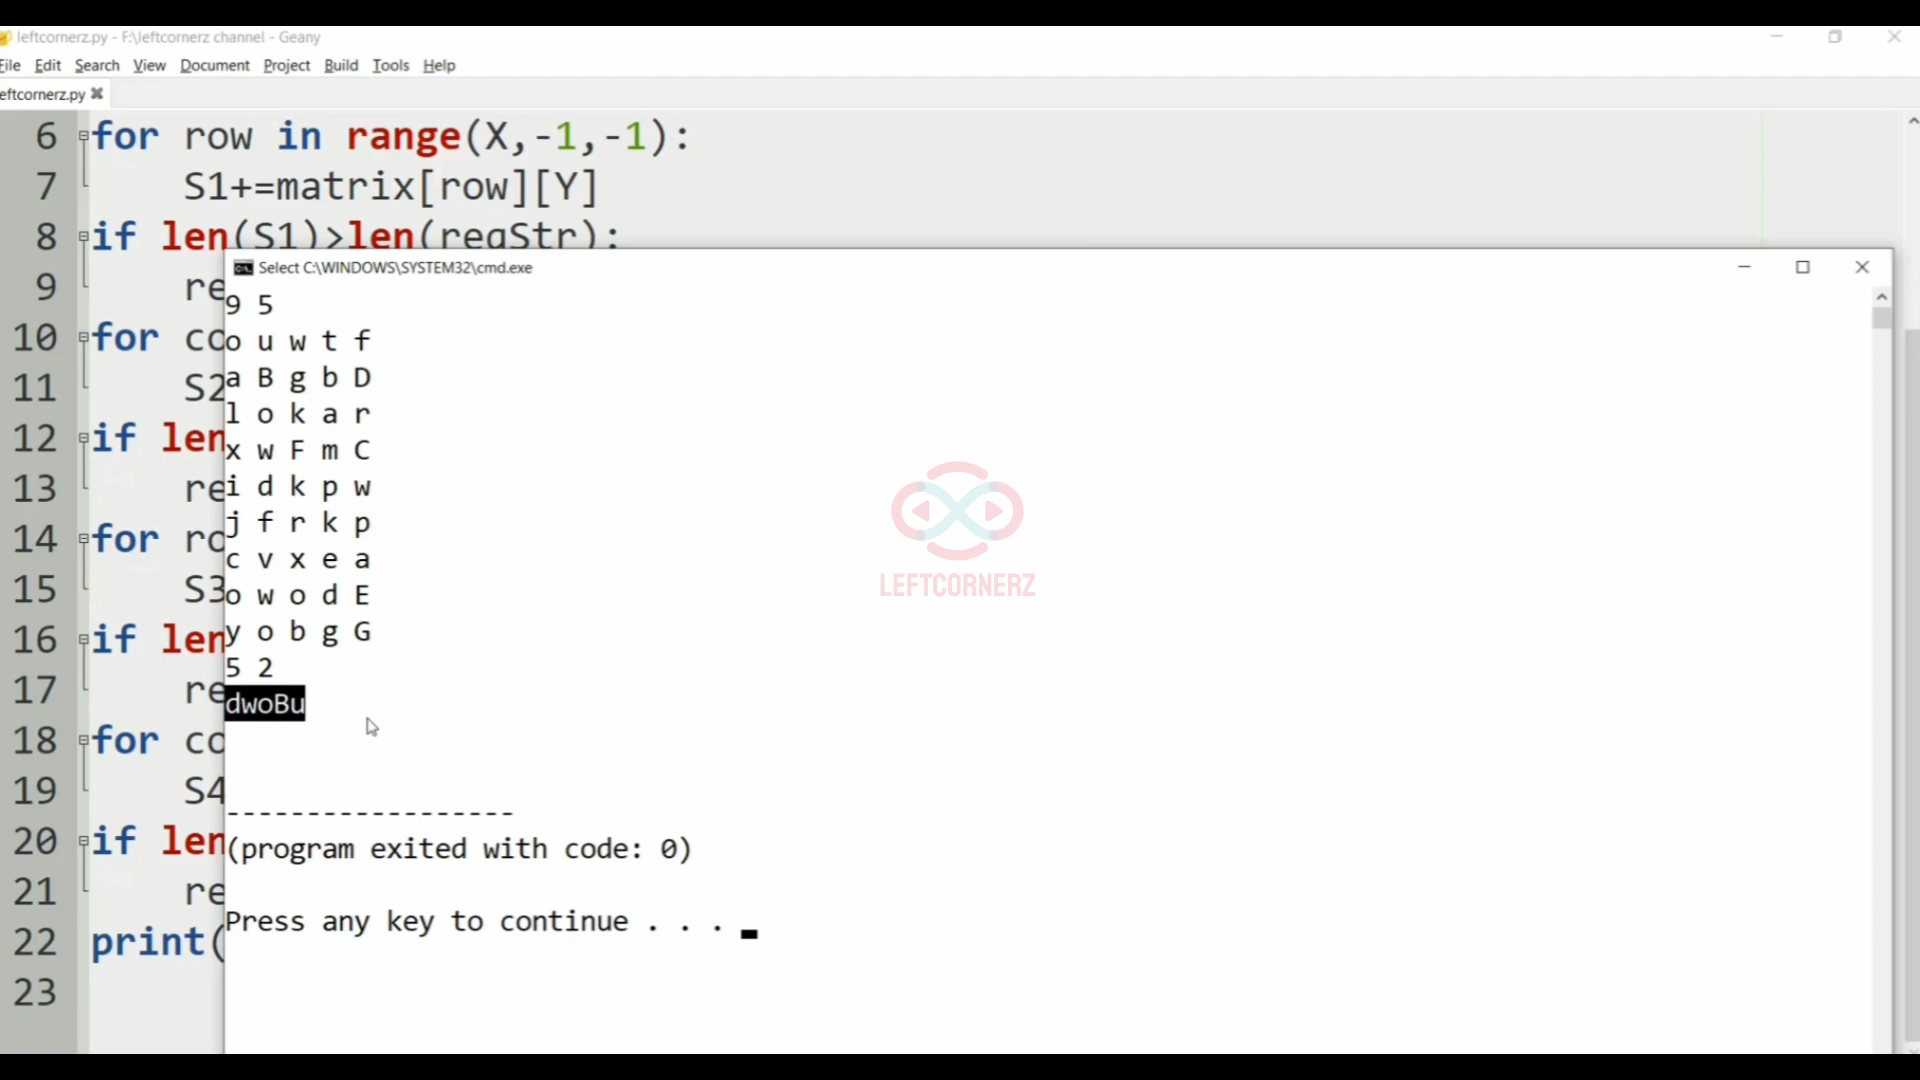 leftcornerz.py - F:\leftcornerz channel - Geany
File Edit Search View Document Project Build Tools Help
eftcornerz.py
6 for row in range(X,-1,-1):
7 S1+=matrix[row][Y]
8 if len(S1)>len(reqStr):
Select C:\WINDOWS\SYSTEM32\cmd.exe
9 re
10 for co
11 S2
12 if len
13 re
14 for ro
15 S3
16 if len
17 re
18 for co
19 S4
20 if len
21 re
22 print(
23
9 5
o u w t f
a B g b D
l o k a r
x w F m C
i d k p w
j f r k p
c v x e a
o w o d E
y o b g G
5 2
dwoBu
------------------
(program exited with code: 0)
Press any key to continue . . .
LEFTCORNERZ